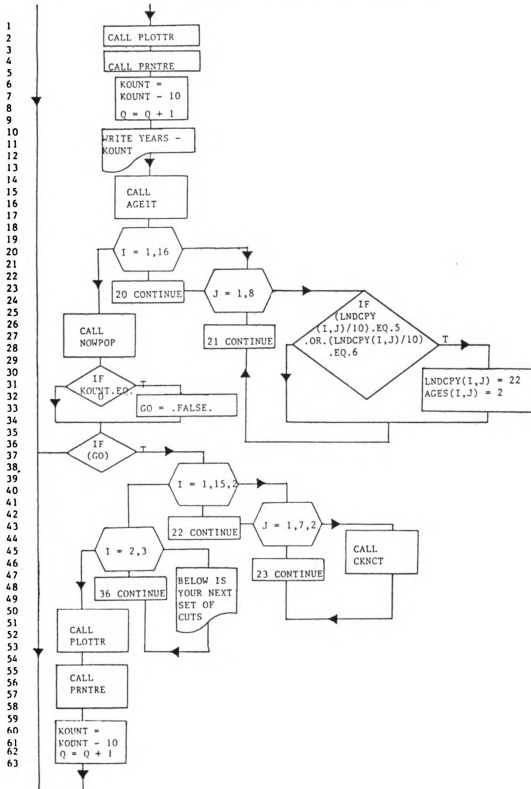 1
2
3
4
5
6
7
8
9
10
11
12
13
14
15
16
17
18
19
20
21
22
23
24
25
26
27
28
29
30
31
32
33
34
35
36
37
38
39
40
41
42
43
44
45
46
47
48
49
50
51
52
53
54
55
56
57
58
59
60
61
62
63
CALL PLOTTR
CALL PRNTRE
KOUNT =
KOUNT - 10
Q = Q + 1
WRITE YEARS -
KOUNT
CALL
AGEIT
I = 1,16
20 CONTINUE
J = 1,8
21 CONTINUE
IF
(LNDCPY
(I,J)/10).EQ.5
.OR.(LNDCPY(I,J)/10)
.EQ.6
T
LNDCPY(I,J) = 22
AGES(I,J) = 2
CALL
NOWPOP
IF
KOUNT.EQ.
0
T
GO = .FALSE.
IF
(GO)
T
I = 1,15,2
22 CONTINUE
J = 1,7,2
23 CONTINUE
CALL
CKNCT
I = 2,3
36 CONTINUE
BELOW IS
YOUR NEXT
SET OF
CUTS
CALL
PLOTTR
CALL
PRNTRE
KOUNT =
KOUNT - 10
Q = Q + 1